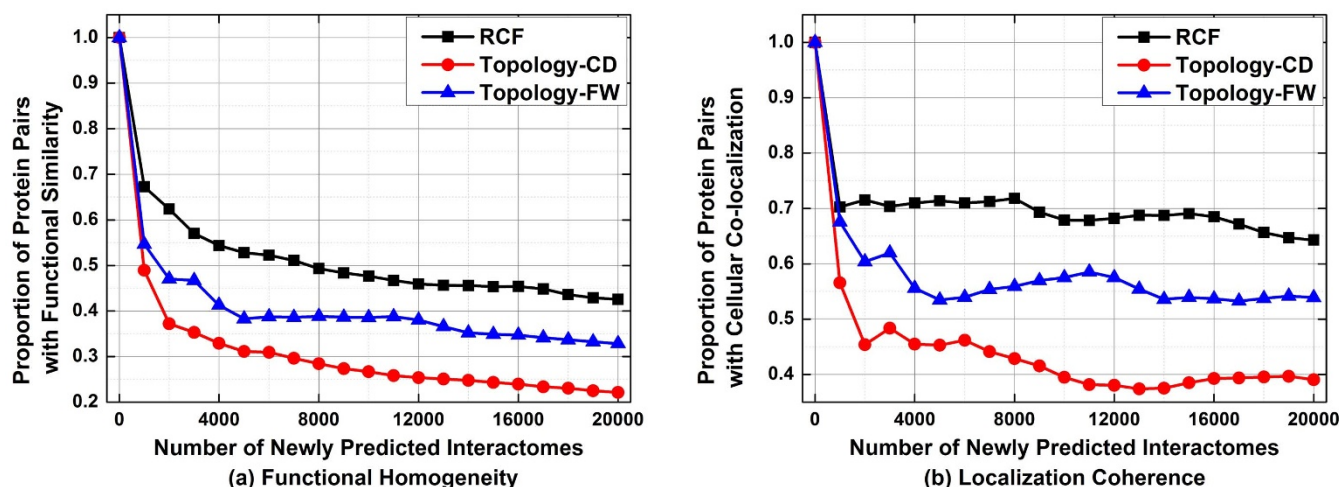 Proportion of Protein Pairs
with Functional Similarity
1.0
0.9
0.8
0.7
0.6
0.5
0.4
0.3
0.2
RCF
Topology-CD
Topology-FW
0 4000 8000 12000 16000 20000
Number of Newly Predicted Interactomes
(a) Functional Homogeneity
Proportion of Protein Pairs
with Cellular Co-localization
1.0
0.9
0.8
0.7
0.6
0.5
0.4
RCF
Topology-CD
Topology-FW
0 4000 8000 12000 16000 20000
Number of Newly Predicted Interactomes
(b) Localization Coherence